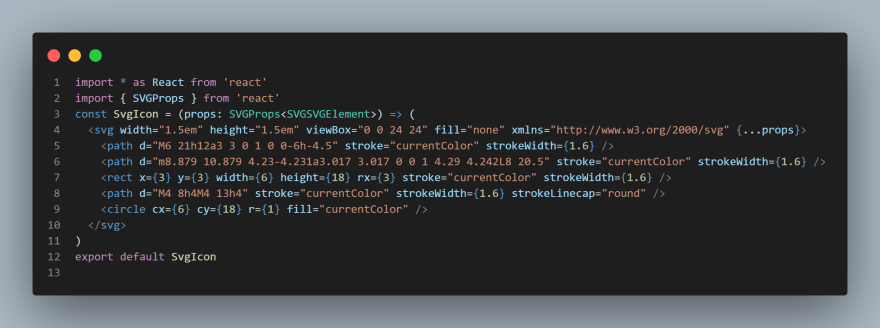 1 import * as React from 'react'
2 import { SVGProps } from 'react'
3 const SvgIcon = (props: SVGProps<SVGSVGElement>) => (
4   <svg width="1.5em" height="1.5em" viewBox="0 0 24 24" fill="none" xmlns="http://www.w3.org/2000/svg" {...props}>
5     <path d="M6 21h12a3 3 0 1 0 0-6h-4.5" stroke="currentColor" strokeWidth={1.6} />
6     <path d="m8.879 10.879 4.23-4.231a3.017 3.017 0 0 1 4.29 4.242L8 20.5" stroke="currentColor" strokeWidth={1.6} />
7     <rect x={3} y={3} width={6} height={18} rx={3} stroke="currentColor" strokeWidth={1.6} />
8     <path d="M4 8h4M4 13h4" stroke="currentColor" strokeWidth={1.6} strokeLinecap="round" />
9     <circle cx={6} cy={18} r={1} fill="currentColor" />
10   </svg>
11 )
12 export default SvgIcon
13